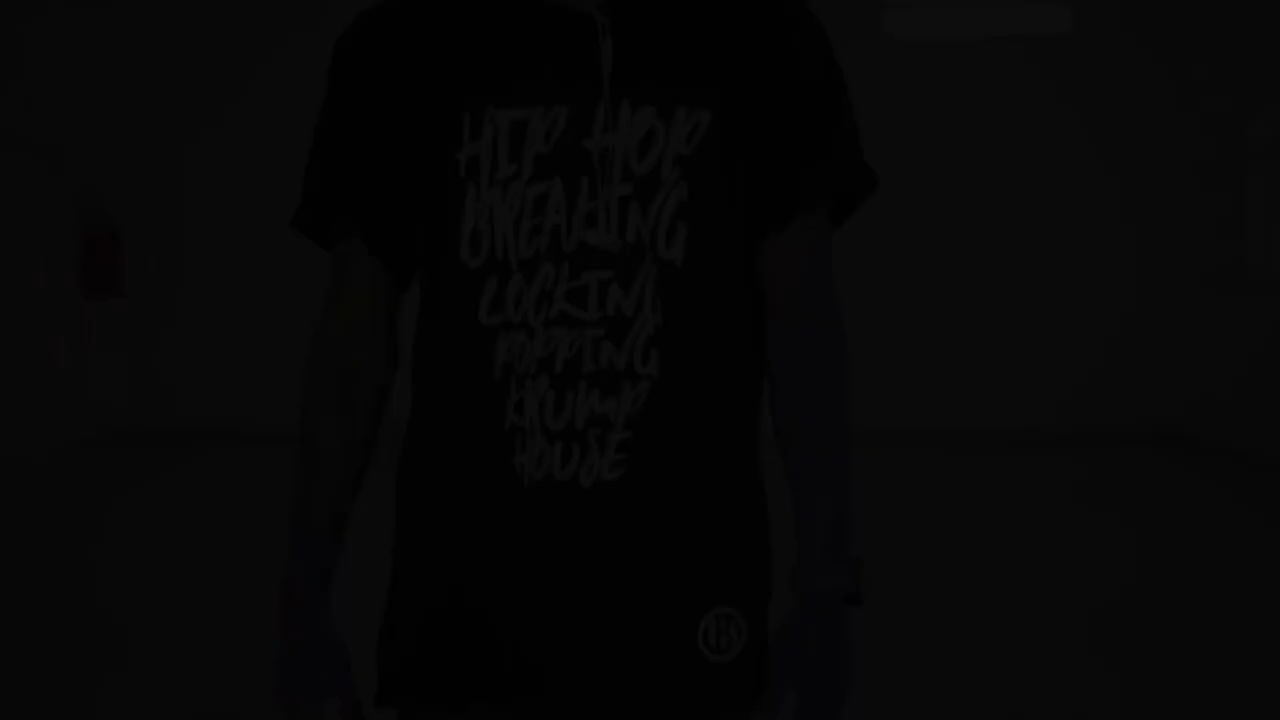 HIP HOP
BREAKING
LOCKING
POPPING
KRUMP
HOUSE